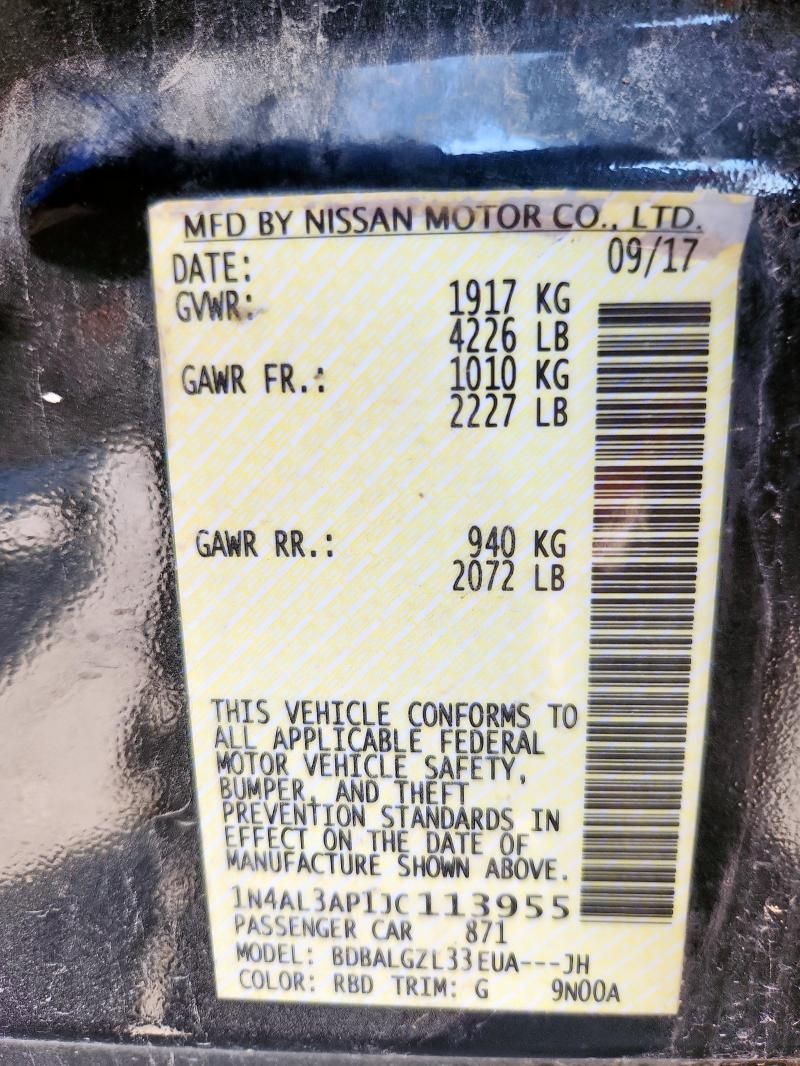 MFD BY NISSAN MOTOR CO., LTD.
DATE: 09/17
GVWR: 1917 KG
4226 LB
GAWR FR.: 1010 KG
2227 LB
GAWR RR.: 940 KG
2072 LB
THIS VEHICLE CONFORMS TO
ALL APPLICABLE FEDERAL
MOTOR VEHICLE SAFETY,
BUMPER, AND THEFT
PREVENTION STANDARDS IN
EFFECT ON THE DATE OF
MANUFACTURE SHOWN ABOVE.
1N4AL3AP1JC113955
PASSENGER CAR 871
MODEL: BDBALGZL33EUA---JH
COLOR: RBD TRIM: G 9N00A